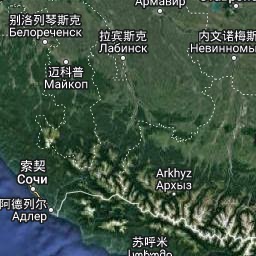 Армавир
别洛列琴斯克
Белореченск
拉宾斯克
Лабинск
内文诺梅斯
Невинномы
迈科普
Майкоп
索契
Сочи
Arkhyz
Архыз
阿德列尔
Адлер
苏呼米